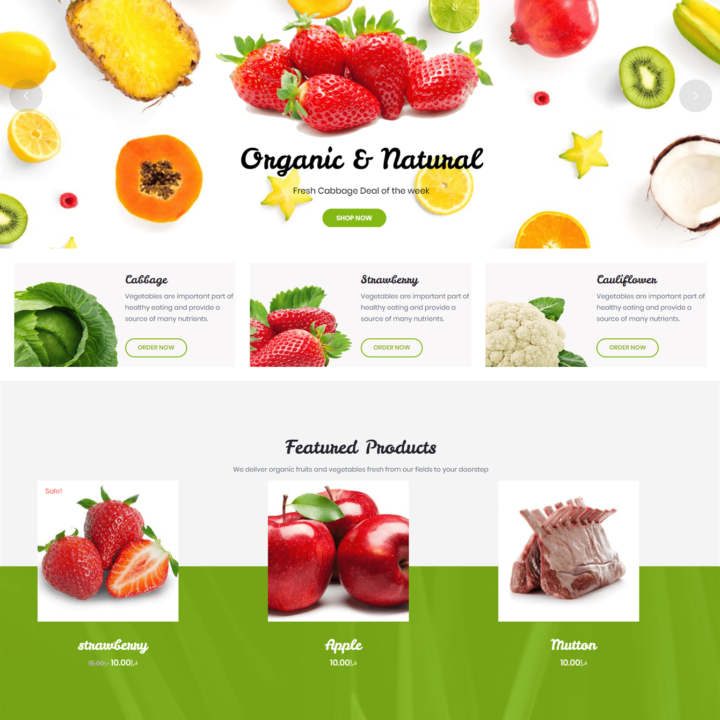 Organic & Natural
Fresh Cabbage Deal of the week
SHOP NOW
Cabbage
Vegetables are important part of
healthy eating and provide a
source of many nutrients.
ORDER NOW
Strawberry
Vegetables are important part of
healthy eating and provide a
source of many nutrients.
ORDER NOW
Cauliflower
Vegetables are important part of
healthy eating and provide a
source of many nutrients.
ORDER NOW
Featured Products
We deliver organic fruits and vegetables fresh from our fields to your doorstep
Sale!
strawberry
10.00د.إ
Apple
10.00د.إ
Mutton
10.00د.إ